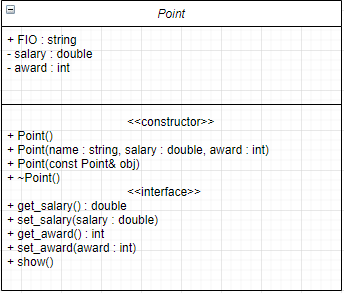 Point
+ FIO : string
- salary : double
- award : int
<<constructor>>
+ Point()
+ Point(name : string, salary : double, award : int)
+ Point(const Point& obj)
+ ~Point()
<<interface>>
+ get_salary() : double
+ set_salary(salary : double)
+ get_award() : int
+ set_award(award : int)
+ show()